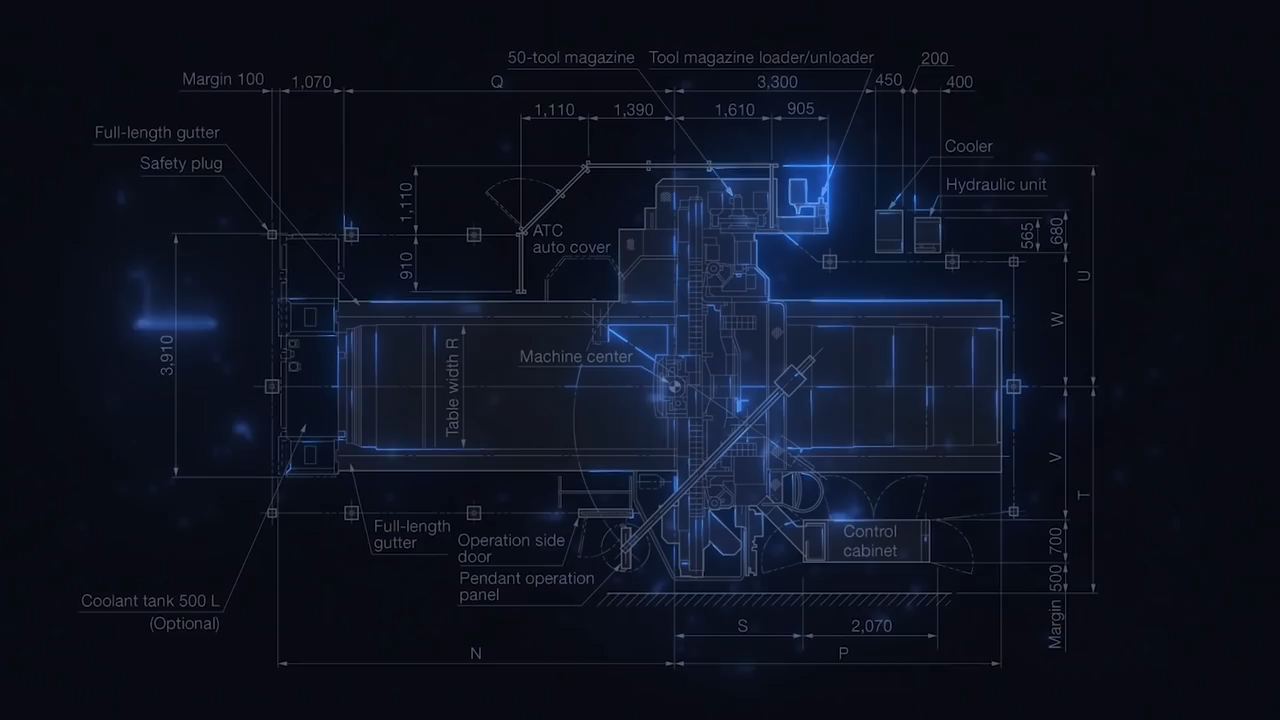 50-tool magazine
Tool magazine loader/unloader
200
Margin 100
1,070
Q
3,300
450
400
1,110
1,390
1,610
905
Full-length gutter
Safety plug
Cooler
Hydraulic unit
1,110
910
ATC
auto cover
565
680
U
W
3,910
Machine center
Table width R
V
T
Full-length
gutter
Operation side
door
Control
cabinet
700
Pendant operation
panel
500
Coolant tank 500 L
(Optional)
Margin
S
2,070
N
P